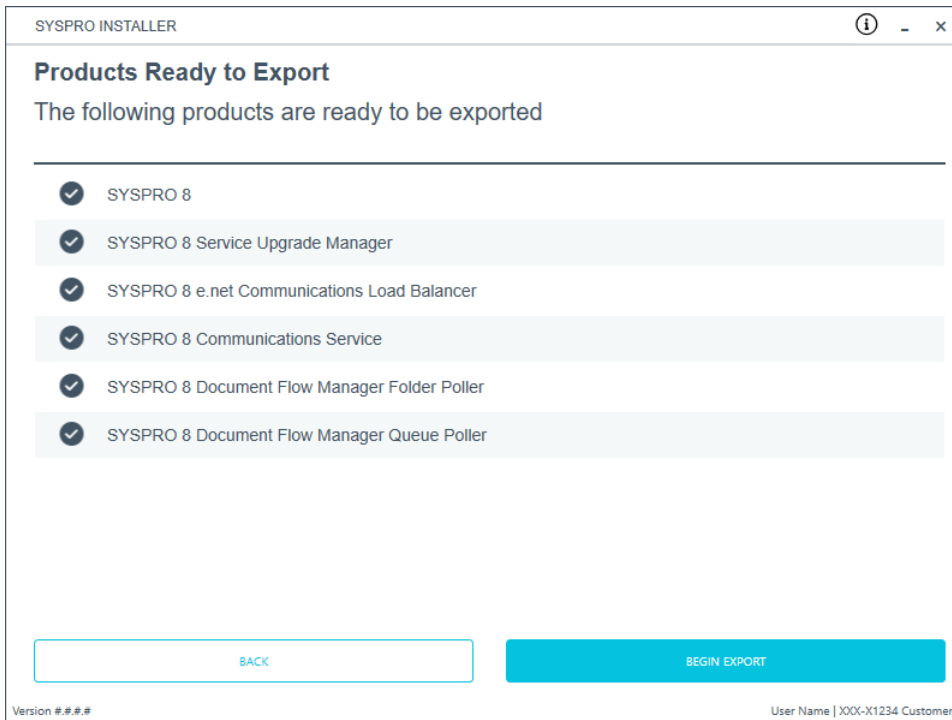 SYSPRO INSTALLER
Products Ready to Export
The following products are ready to be exported
SYSPRO 8
SYSPRO 8 Service Upgrade Manager
SYSPRO 8 e.net Communications Load Balancer
SYSPRO 8 Communications Service
SYSPRO 8 Document Flow Manager Folder Poller
SYSPRO 8 Document Flow Manager Queue Poller
BACK
BEGIN EXPORT
Version #.#.#.#
User Name | XXX-X1234 Customer